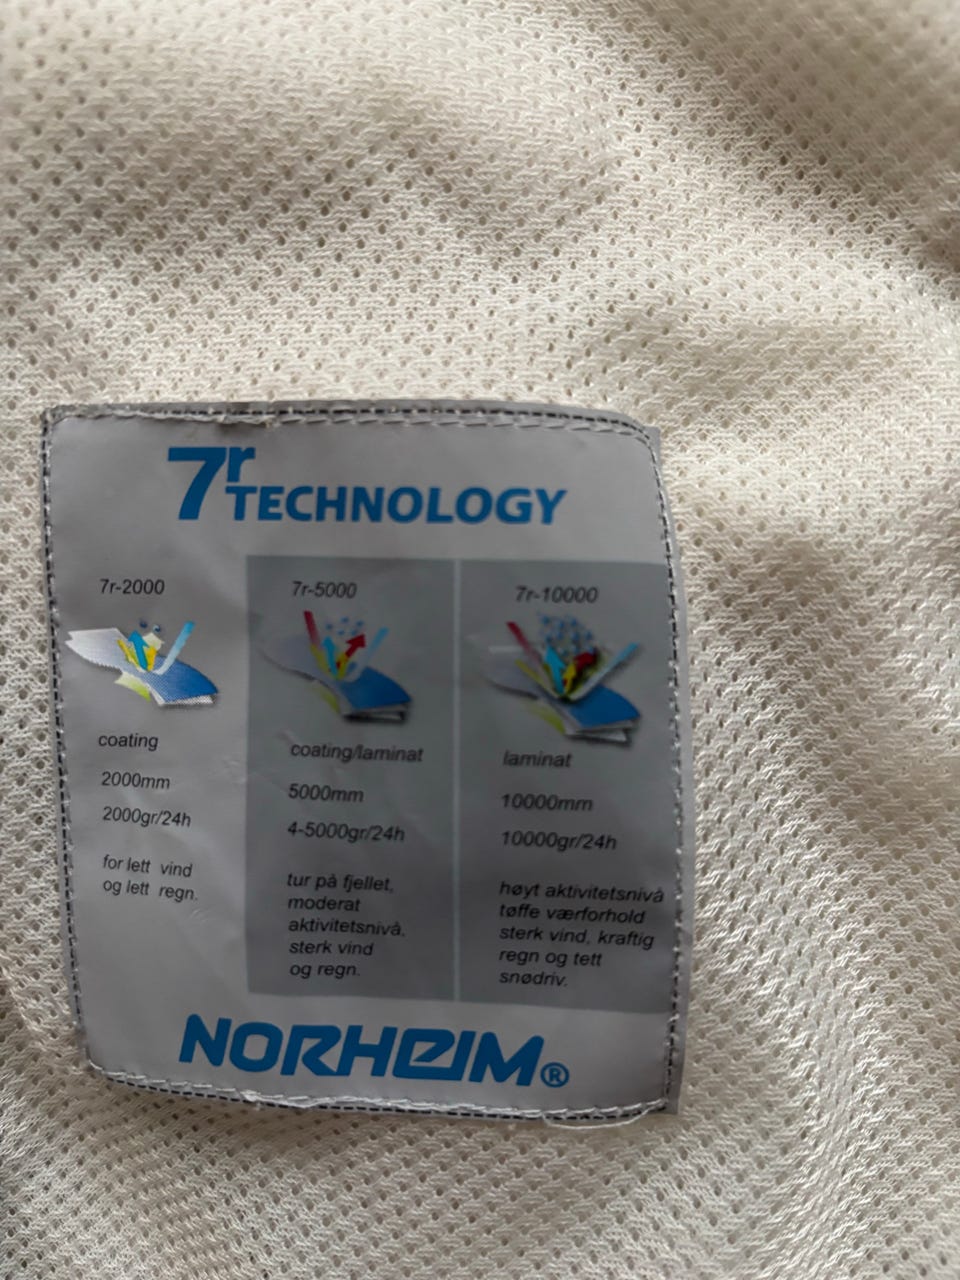 7r TECHNOLOGY
7r-2000
coating
2000mm
2000gr/24h
for lett vind
og lett regn.
7r-5000
coating/laminat
5000mm
4-5000gr/24h
tur på fjellet,
moderat
aktivitetsnivå,
sterk vind
og regn.
7r-10000
laminat
10000mm
10000gr/24h
høyt aktivitetsnivå
tøffe værforhold
sterk vind, kraftig
regn og tett
snødriv.
NORHEIM®